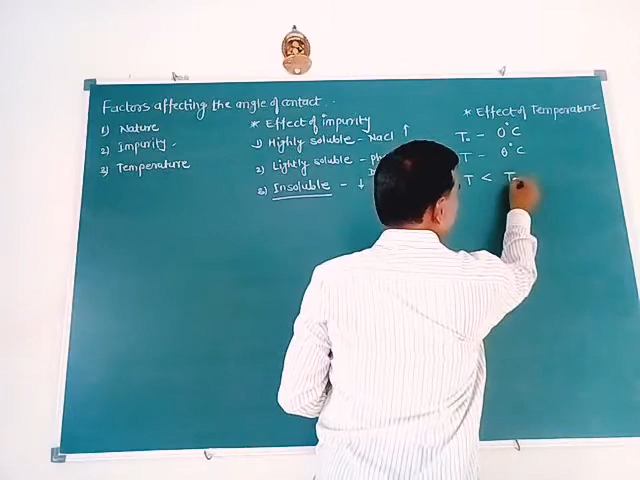 Factors affecting the angle of contact..
1) Nature
2) Impurity.
3) Temperature
* Effect of impurity
1) Highly soluble - Nacl ↑
2) Lightly soluble -
3) Insoluble - ↓
* Effect of Temperature
T₀ - 0°C
T - θ°C
T < T